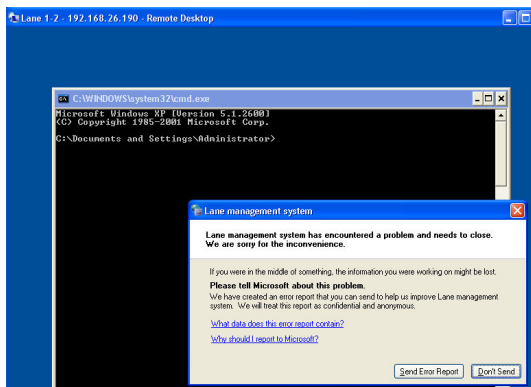 Lane 1-2 - 192.168.26.190 - Remote Desktop
C:\WINDOWS\system32\cmd.exe
Microsoft Windows XP [Version 5.1.2600]
(C) Copyright 1985-2001 Microsoft Corp.
C:\Documents and Settings\Administrator>
Lane management system
Lane management system has encountered a problem and needs to close.
We are sorry for the inconvenience.
If you were in the middle of something, the information you were working on might be lost.
Please tell Microsoft about this problem.
We have created an error report that you can send to help us improve Lane management
system. We will treat this report as confidential and anonymous.
What data does this error report contain?
Why should I report to Microsoft?
Send Error Report
Don't Send